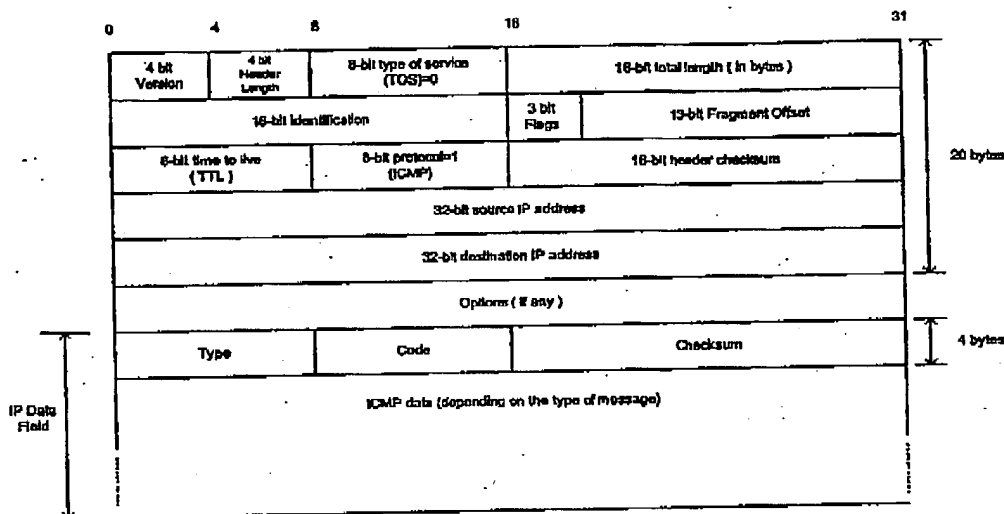 0 4 8 16 31
4 bit Version
4 bit Header Length
8-bit type of service (TOS)=0
16-bit total length ( in bytes )
16-bit identification
3 bit Flags
13-bit Fragment Offset
8-bit time to live ( TTL )
8-bit protocol=1 (ICMP)
16-bit header checksum
20 bytes
32-bit source IP address
32-bit destination IP address
Options ( if any )
Type
Code
Checksum
4 bytes
IP Data Field
ICMP data (depending on the type of message)